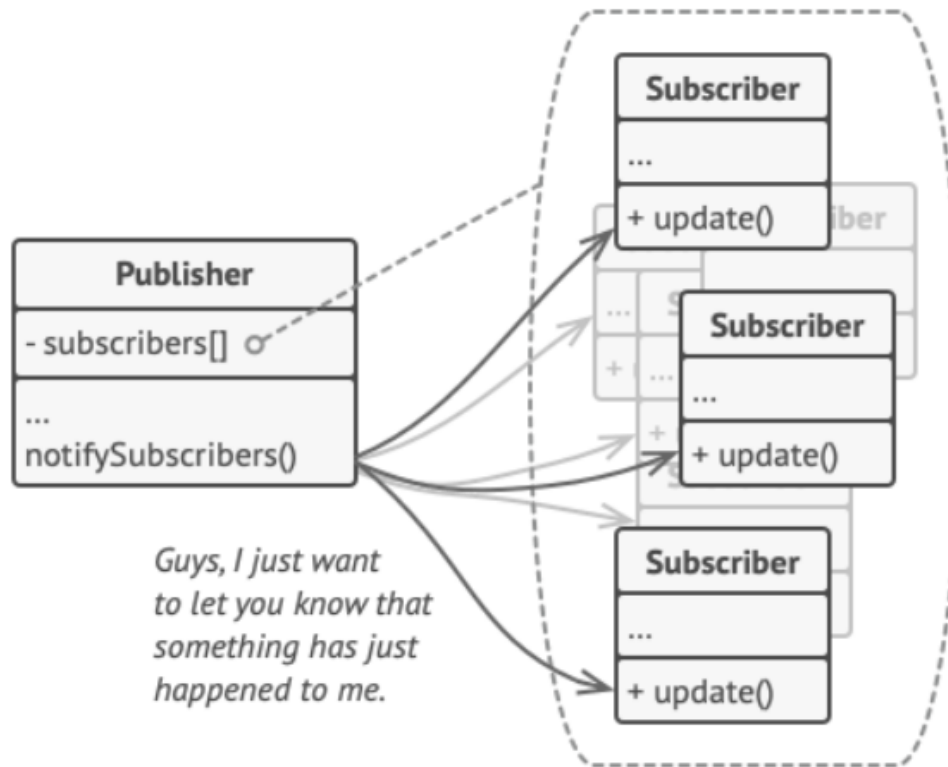 Publisher
- subscribers[]
...
notifySubscribers()
Guys, I just want
to let you know that
something has just
happened to me.
Subscriber
...
+ update()
Subscriber
...
+ update()
Subscriber
...
+ update()
...
+
...
+